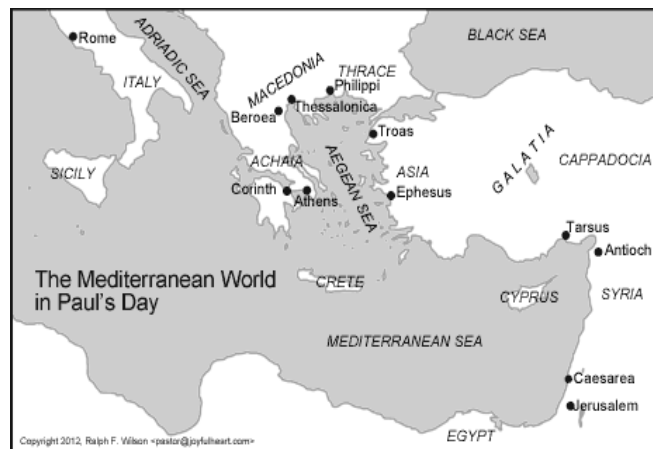 BLACK SEA
Rome
ADRIADIC SEA
ITALY
MACEDONIA
THRACE
Philippi
Thessalonica
Beroea
Troas
GALATIA
CAPPADOCIA
SICILY
ACHAIA
AEGEAN SEA
ASIA
Corinth
Athens
Ephesus
Tarsus
Antioch
The Mediterranean World
in Paul's Day
CRETE
CYPRUS
SYRIA
MEDITERRANEAN SEA
Caesarea
Jerusalem
EGYPT
Copyright 2012, Ralph F. Wilson <pastor@joyfulheart.com>